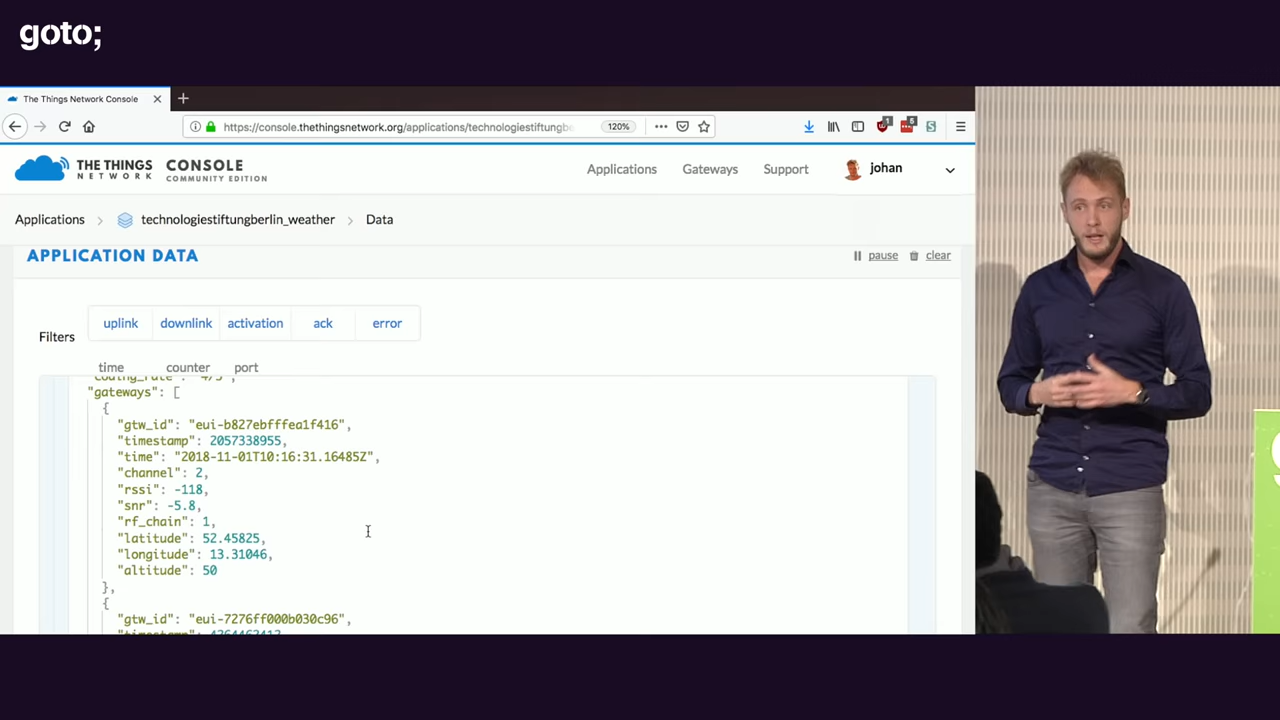 goto;
The Things Network Console
https://console.thethingsnetwork.org/applications/technologiestiftungbe
120%
1
6
THE THINGS NETWORK
CONSOLE
COMMUNITY EDITION
Applications
Gateways
Support
johan
Applications
technologiestiftungberlin_weather
Data
APPLICATION DATA
pause
clear
Filters
uplink
downlink
activation
ack
error
time
counter
port
"gateways": [
{
"gtw_id": "eui-b827ebfffea1f416",
"timestamp": 2057338955,
"time": "2018-11-01T10:16:31.16485Z",
"channel": 2,
"rssi": -118,
"snr": -5.8,
"rf_chain": 1,
"latitude": 52.45825,
"longitude": 13.31046,
"altitude": 50
},
{
"gtw_id": "eui-7276ff000b030c96",